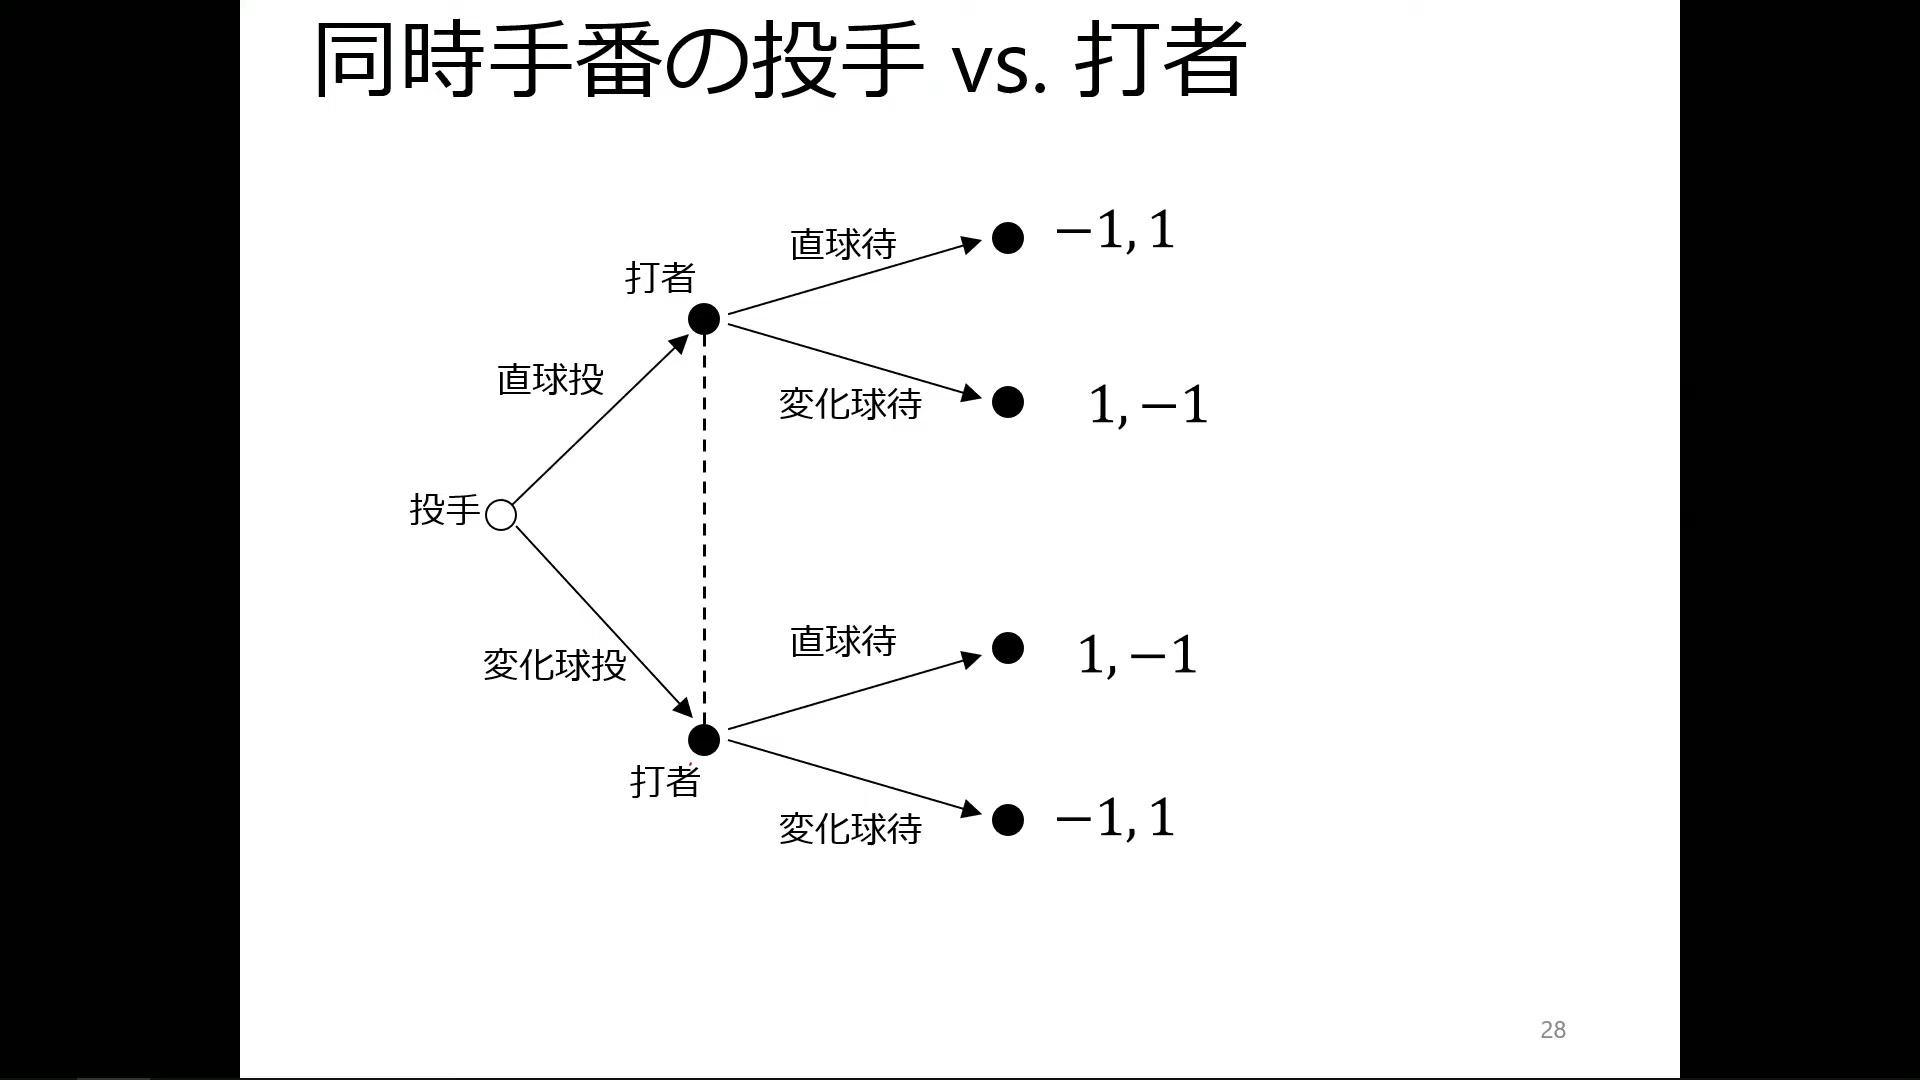 同時手番の投手 vs. 打者
直球待
−1, 1
打者
直球投
変化球待
1, −1
投手
直球待
1, −1
変化球投
打者
変化球待
−1, 1
28